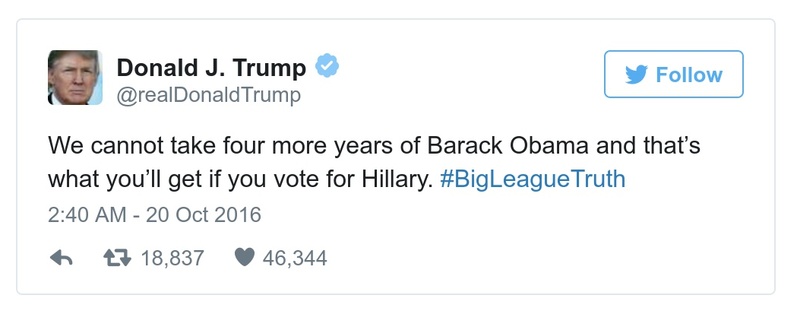 Donald J. Trump
@realDonaldTrump
Follow
We cannot take four more years of Barack Obama and that’s
what you’ll get if you vote for Hillary. #BigLeagueTruth
2:40 AM - 20 Oct 2016
18,837 46,344